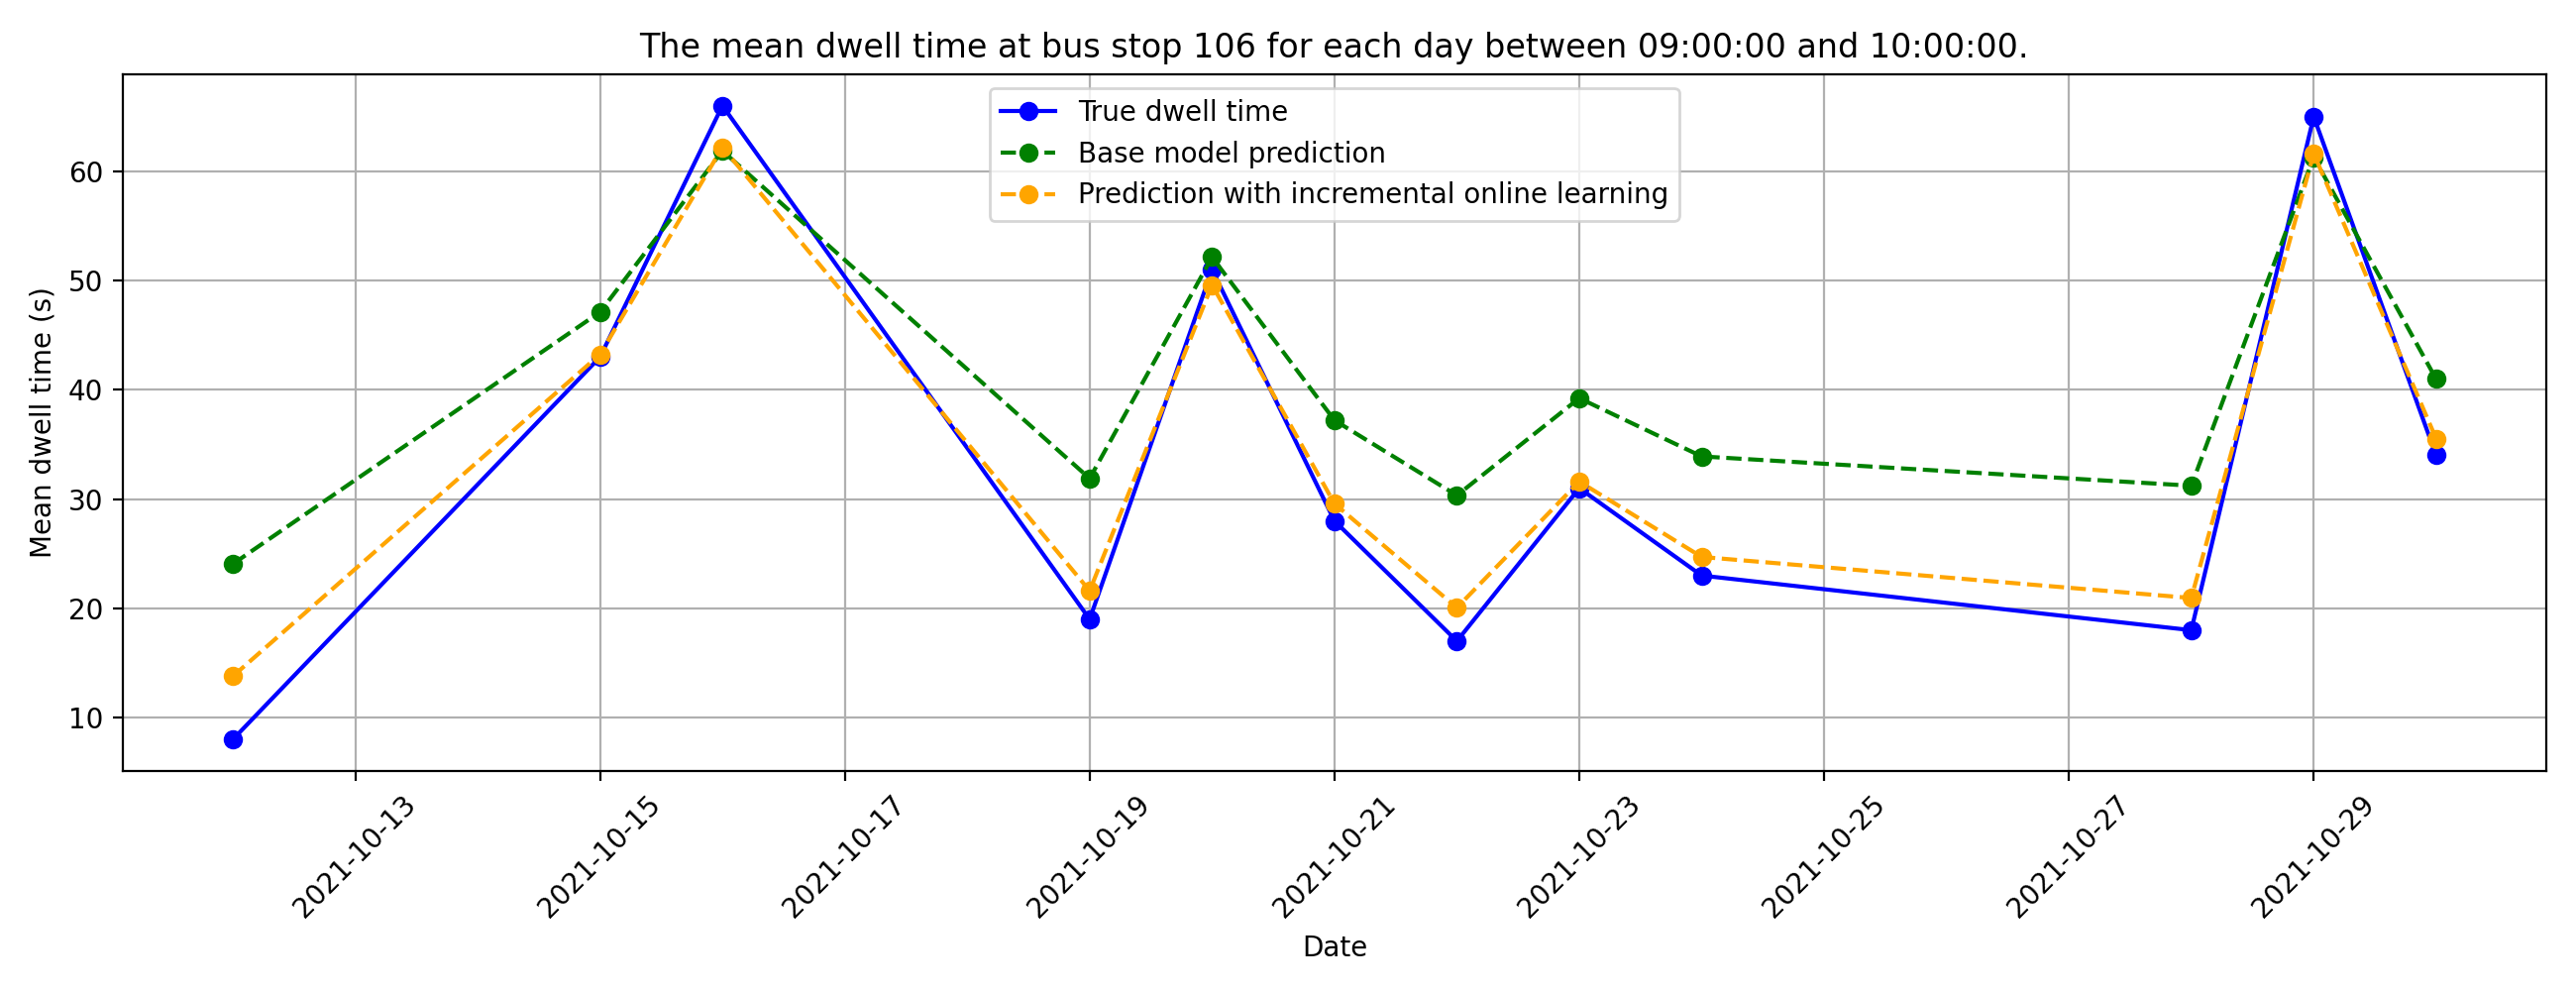 The mean dwell time at bus stop 106 for each day between 09:00:00 and 10:00:00.
True dwell time
Base model prediction
Prediction with incremental online learning
Mean dwell time (s)
60
50
40
30
20
10
2021-10-13
2021-10-15
2021-10-17
2021-10-19
2021-10-21
2021-10-23
2021-10-25
2021-10-27
2021-10-29
Date